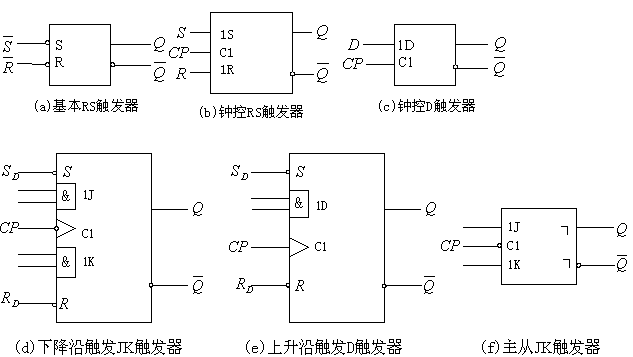 S̅ S Q
R̅ R Q̅
(a)基本RS触发器
S 1S Q
CP C1
R 1R Q̅
(b)钟控RS触发器
D 1D Q
CP C1 Q̅
(c)钟控D触发器
S_D S
& 1J Q
CP C1
& 1K Q̅
R_D R
(d)下降沿触发JK触发器
S_D S
& 1D Q
CP C1
R_D R Q̅
(e)上升沿触发D触发器
1J ┐ Q
CP C1
1K ┐ Q̅
(f)主从JK触发器